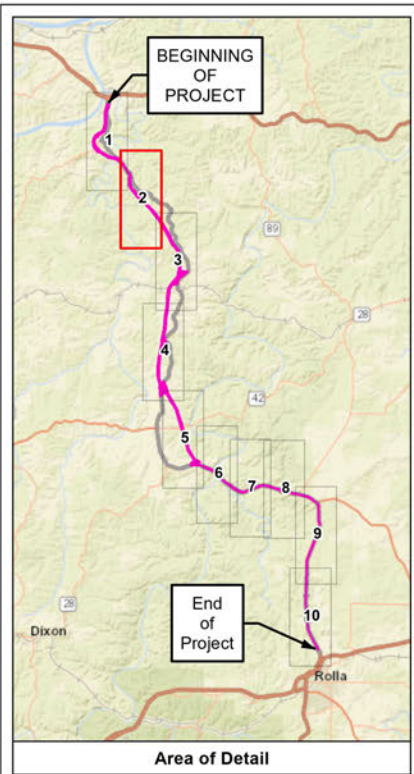 BEGINNING
OF
PROJECT
1
2
89
3
28
4
42
5
6
7
8
9
End
of
Project
10
28
Dixon
Rolla
Area of Detail